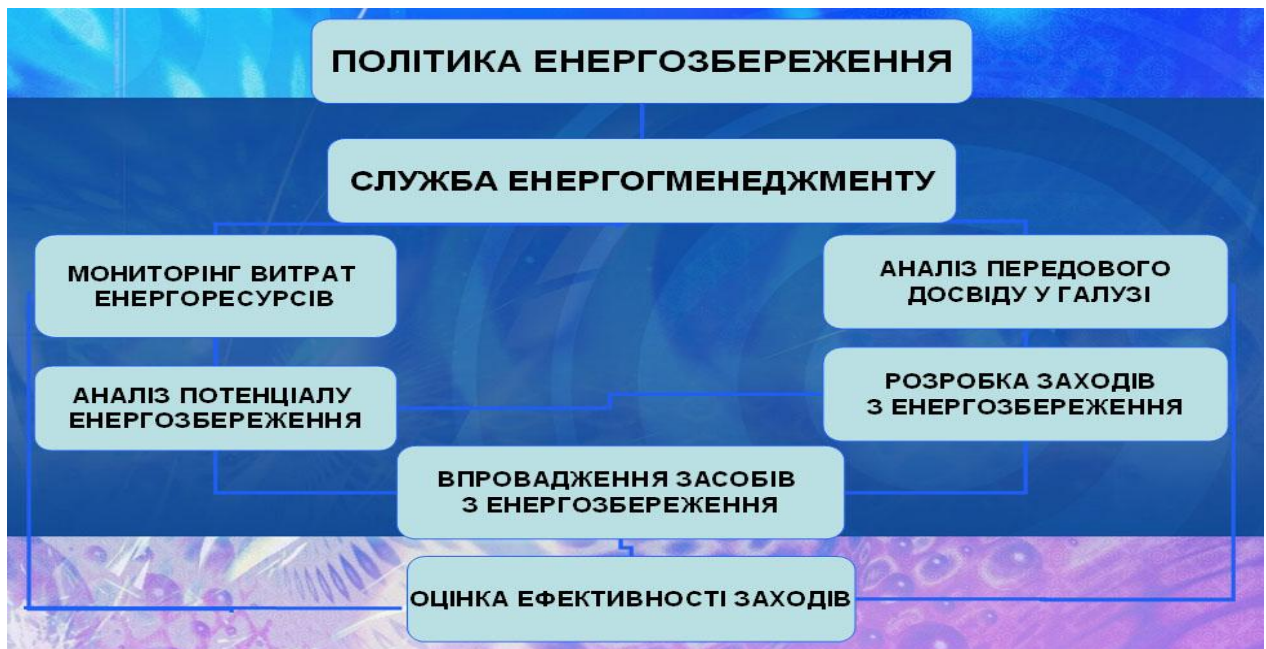 ПОЛІТИКА ЕНЕРГОЗБЕРЕЖЕННЯ
СЛУЖБА ЕНЕРГОГМЕНЕДЖМЕНТУ
МОНИТОРІНГ ВИТРАТ
ЕНЕРГОРЕСУРСІВ
АНАЛІЗ ПЕРЕДОВОГО
ДОСВІДУ У ГАЛУЗІ
АНАЛІЗ ПОТЕНЦІАЛУ
ЕНЕРГОЗБЕРЕЖЕННЯ
РОЗРОБКА ЗАХОДІВ
З ЕНЕРГОЗБЕРЕЖЕННЯ
ВПРОВАДЖЕННЯ ЗАСОБІВ
З ЕНЕРГОЗБЕРЕЖЕННЯ
ОЦІНКА ЕФЕКТИВНОСТІ ЗАХОДІВ